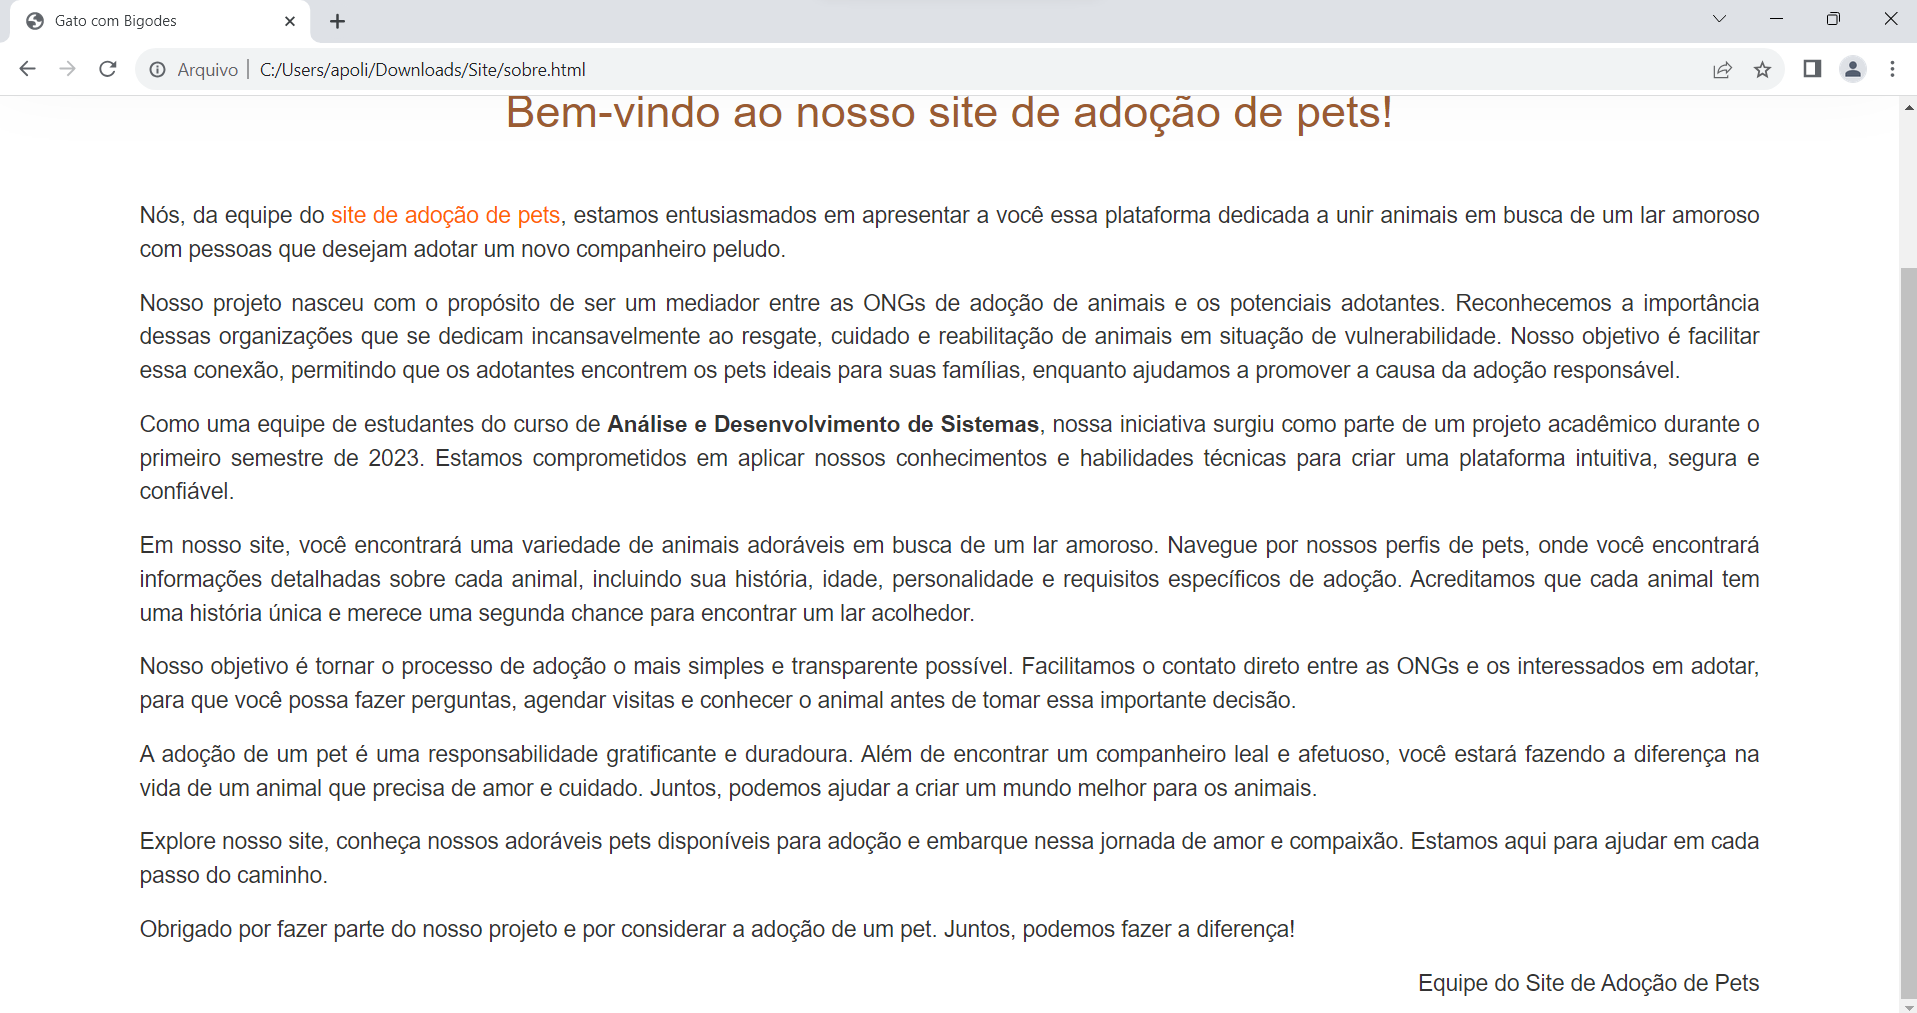 Gato com Bigodes
Arquivo | C:/Users/apoli/Downloads/Site/sobre.html
Bem-vindo ao nosso site de adoção de pets!
Nós, da equipe do site de adoção de pets, estamos entusiasmados em apresentar a você essa plataforma dedicada a unir animais em busca de um lar amoroso
com pessoas que desejam adotar um novo companheiro peludo.
Nosso projeto nasceu com o propósito de ser um mediador entre as ONGs de adoção de animais e os potenciais adotantes. Reconhecemos a importância
dessas organizações que se dedicam incansavelmente ao resgate, cuidado e reabilitação de animais em situação de vulnerabilidade. Nosso objetivo é facilitar
essa conexão, permitindo que os adotantes encontrem os pets ideais para suas famílias, enquanto ajudamos a promover a causa da adoção responsável.
Como uma equipe de estudantes do curso de Análise e Desenvolvimento de Sistemas, nossa iniciativa surgiu como parte de um projeto acadêmico durante o
primeiro semestre de 2023. Estamos comprometidos em aplicar nossos conhecimentos e habilidades técnicas para criar uma plataforma intuitiva, segura e
confiável.
Em nosso site, você encontrará uma variedade de animais adoráveis em busca de um lar amoroso. Navegue por nossos perfis de pets, onde você encontrará
informações detalhadas sobre cada animal, incluindo sua história, idade, personalidade e requisitos específicos de adoção. Acreditamos que cada animal tem
uma história única e merece uma segunda chance para encontrar um lar acolhedor.
Nosso objetivo é tornar o processo de adoção o mais simples e transparente possível. Facilitamos o contato direto entre as ONGs e os interessados em adotar,
para que você possa fazer perguntas, agendar visitas e conhecer o animal antes de tomar essa importante decisão.
A adoção de um pet é uma responsabilidade gratificante e duradoura. Além de encontrar um companheiro leal e afetuoso, você estará fazendo a diferença na
vida de um animal que precisa de amor e cuidado. Juntos, podemos ajudar a criar um mundo melhor para os animais.
Explore nosso site, conheça nossos adoráveis pets disponíveis para adoção e embarque nessa jornada de amor e compaixão. Estamos aqui para ajudar em cada
passo do caminho.
Obrigado por fazer parte do nosso projeto e por considerar a adoção de um pet. Juntos, podemos fazer a diferença!
Equipe do Site de Adoção de Pets